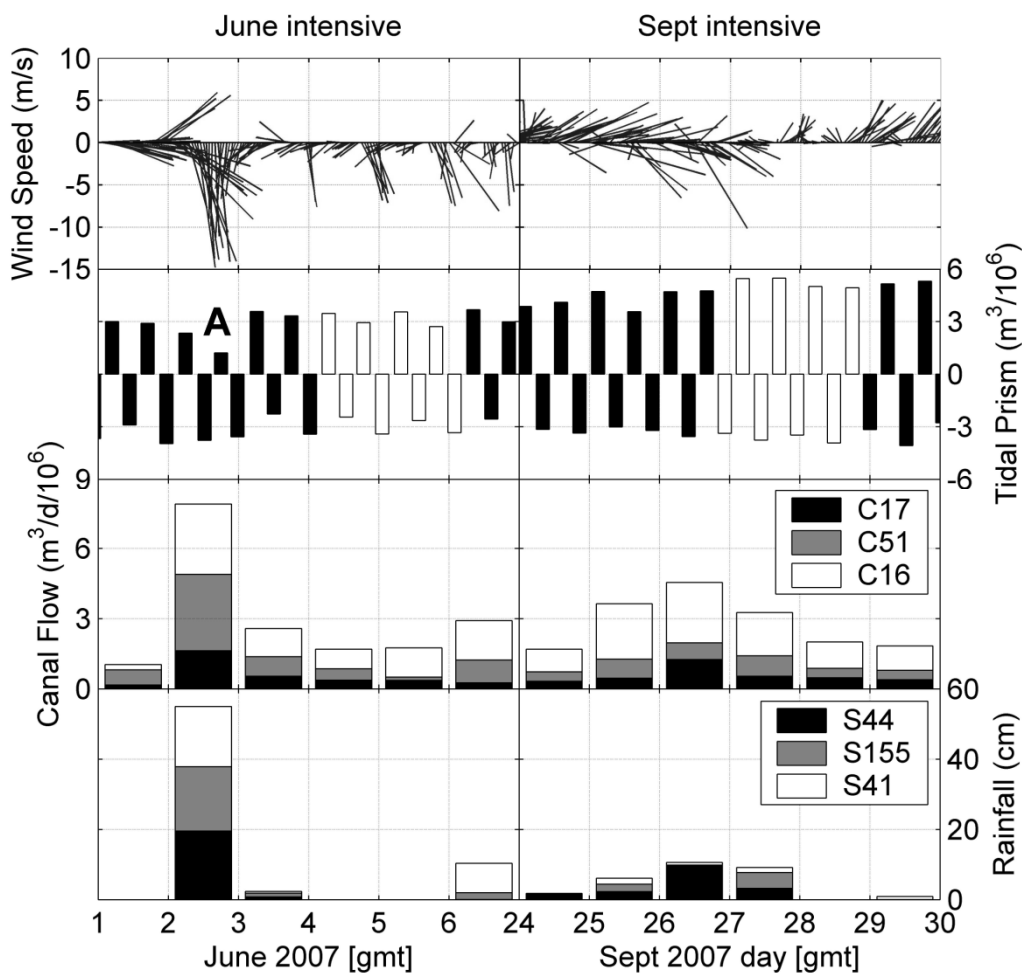 June intensive
Sept intensive
Wind Speed (m/s)
10
5
0
-5
-10
-15
A
Tidal Prism (m³/10⁶)
6
3
0
-3
-6
Canal Flow (m³/d/10⁶)
9
6
3
0
C17
C51
C16
Rainfall (cm)
60
40
20
0
S44
S155
S41
1 2 3 4 5 6 24 25 26 27 28 29 30
June 2007 [gmt]
Sept 2007 day [gmt]